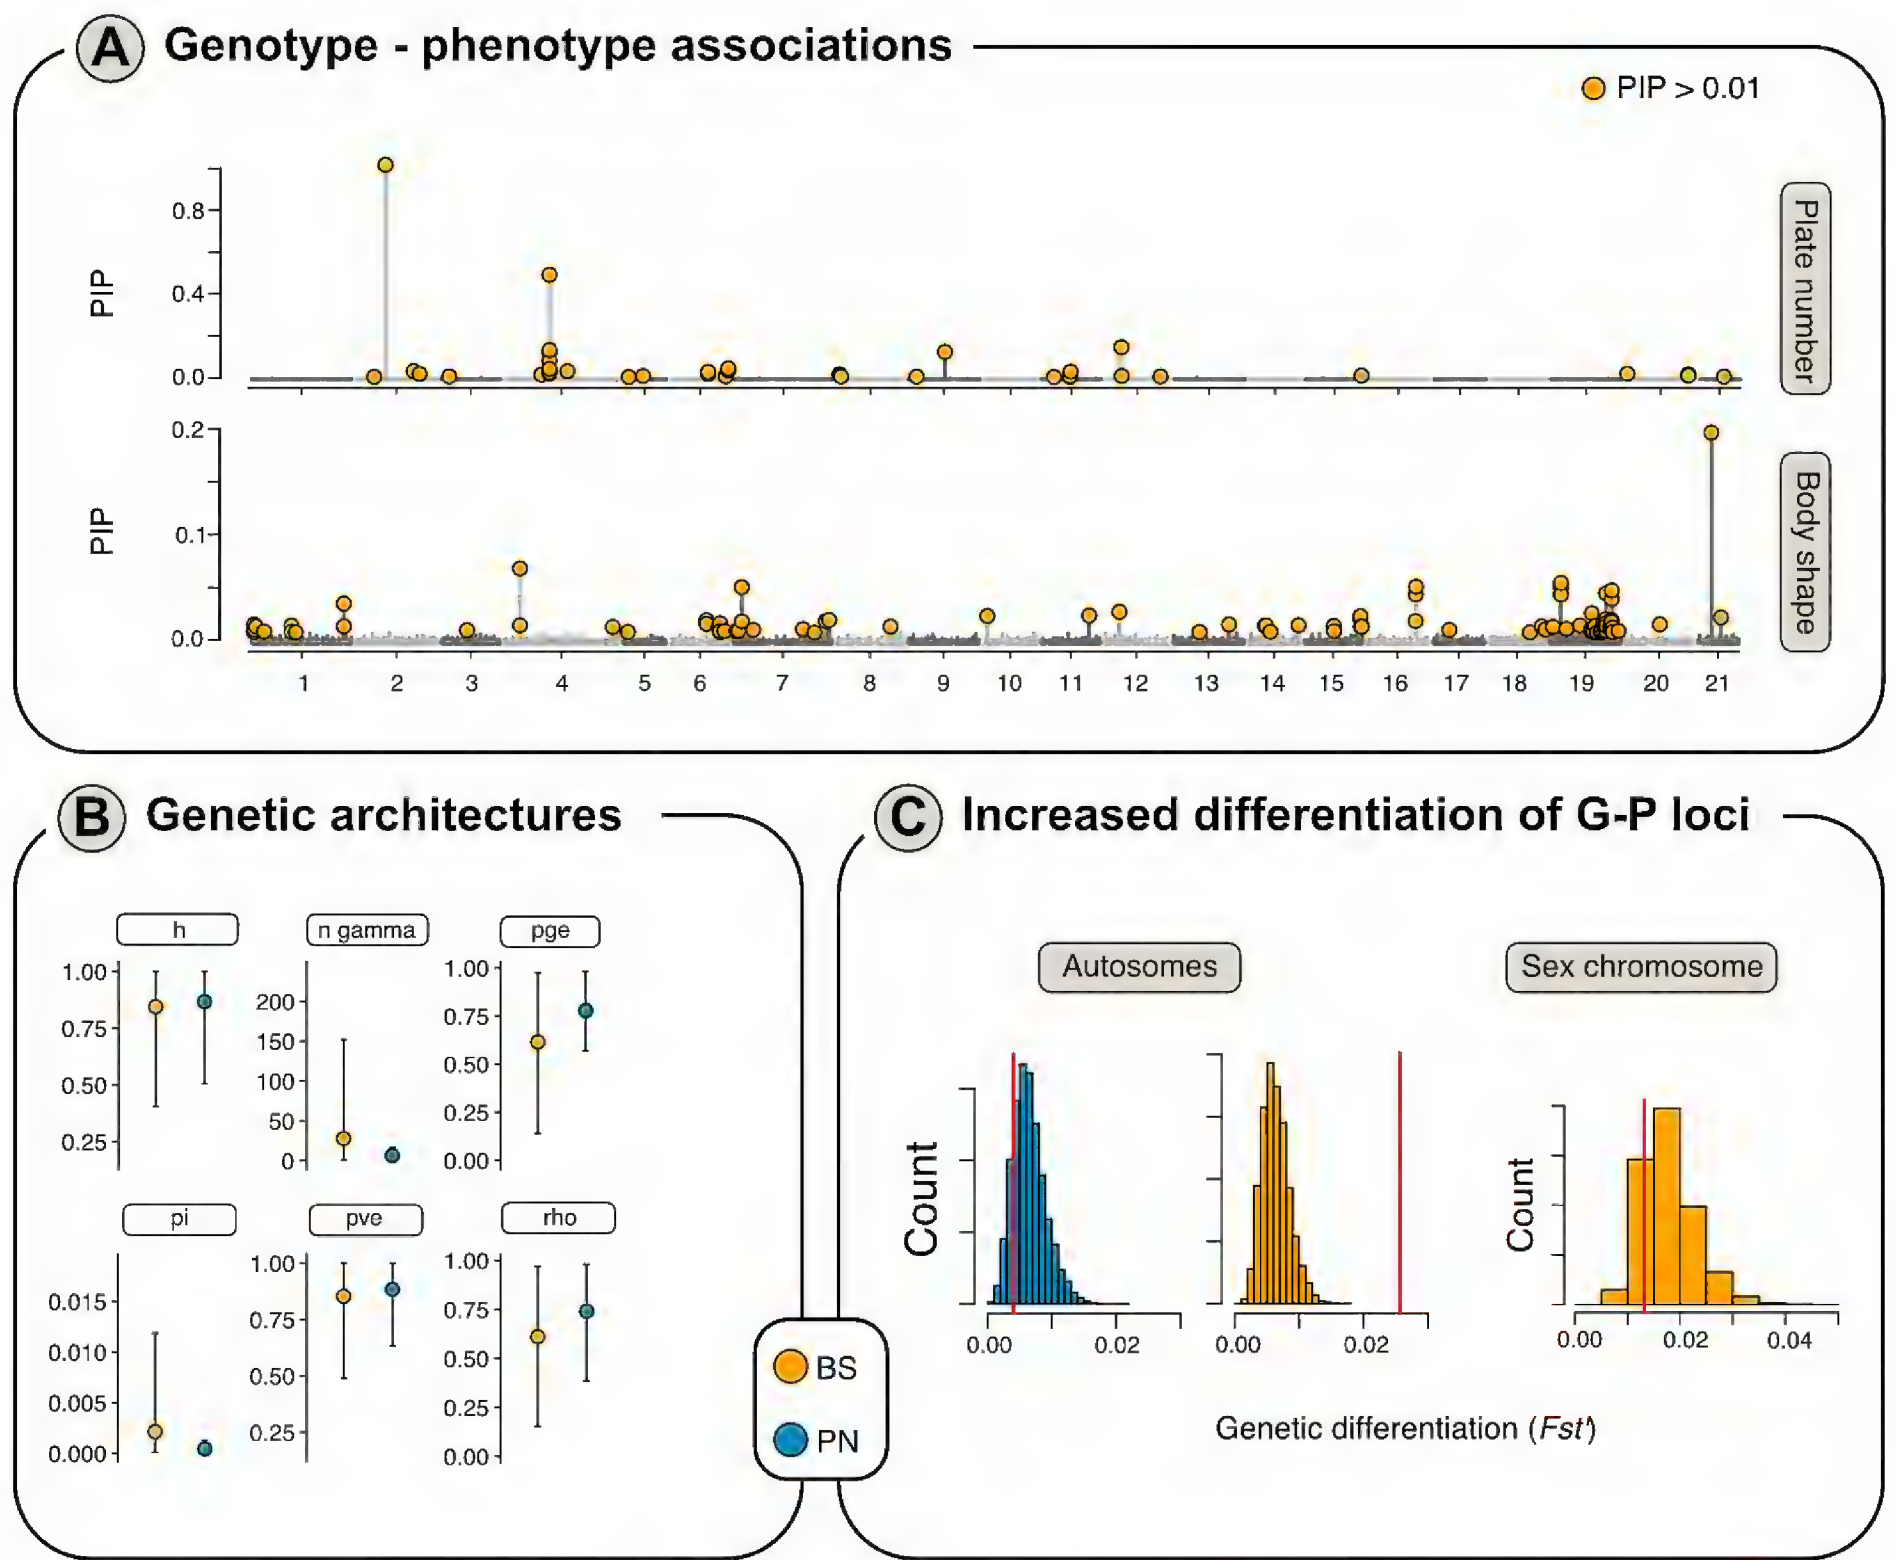 A Genotype - phenotype associations
PIP > 0.01
PIP
0.8
0.4
0.0
Plate number
PIP
0.2
0.1
0.0
Body shape
1 2 3 4 5 6 7 8 9 10 11 12 13 14 15 16 17 18 19 20 21
B Genetic architectures
h
1.00
0.75
0.50
0.25
n gamma
200
150
100
50
0
pge
1.00
0.75
0.50
0.25
0.00
pi
0.015
0.010
0.005
0.000
pve
1.00
0.75
0.50
0.25
rho
1.00
0.75
0.50
0.25
0.00
BS
PN
C Increased differentiation of G-P loci
Autosomes
Sex chromosome
Count
0.00 0.02
0.00 0.02
Count
0.00 0.02 0.04
Genetic differentiation (Fst')